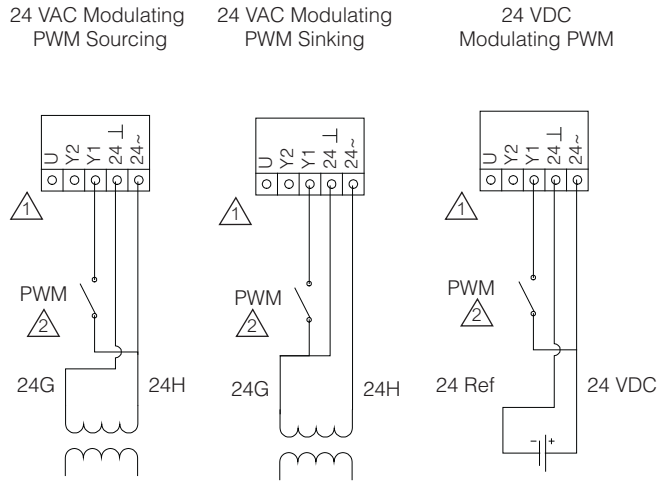 24 VAC Modulating
PWM Sourcing
24 VAC Modulating
PWM Sinking
24 VDC
Modulating PWM
U
Y2
Y1
24 ⊥
24~
U
Y2
Y1
24 ⊥
24~
U
Y2
Y1
24 ⊥
24~
1
1
1
PWM
2
PWM
2
PWM
2
24G
24H
24G
24H
24 Ref
24 VDC
- +